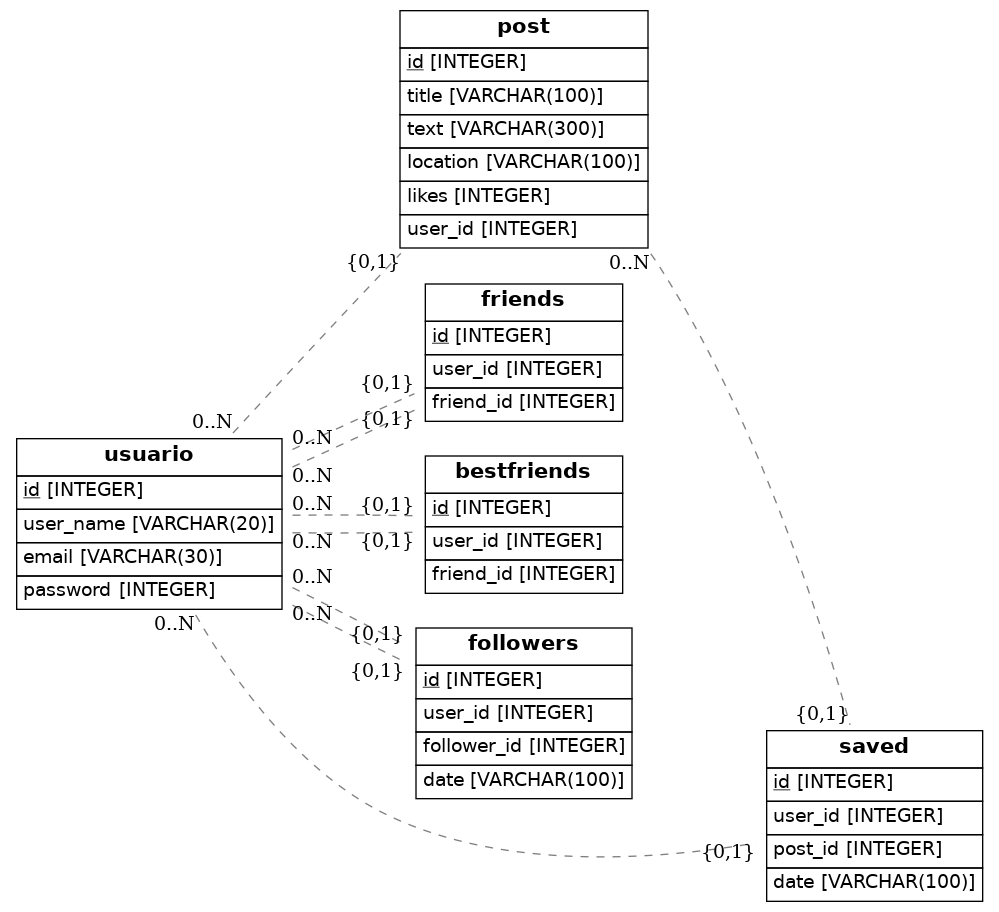 post
id [INTEGER]
title [VARCHAR(100)]
text [VARCHAR(300)]
location [VARCHAR(100)]
likes [INTEGER]
user_id [INTEGER]
{0,1}
0..N
friends
id [INTEGER]
user_id [INTEGER]
friend_id [INTEGER]
{0,1}
{0,1}
0..N
usuario
id [INTEGER]
user_name [VARCHAR(20)]
email [VARCHAR(30)]
password [INTEGER]
0..N
0..N
0..N
0..N
0..N
0..N
0..N
bestfriends
id [INTEGER]
user_id [INTEGER]
friend_id [INTEGER]
{0,1}
{0,1}
followers
id [INTEGER]
user_id [INTEGER]
follower_id [INTEGER]
date [VARCHAR(100)]
{0,1}
{0,1}
{0,1}
saved
id [INTEGER]
user_id [INTEGER]
post_id [INTEGER]
date [VARCHAR(100)]
{0,1}